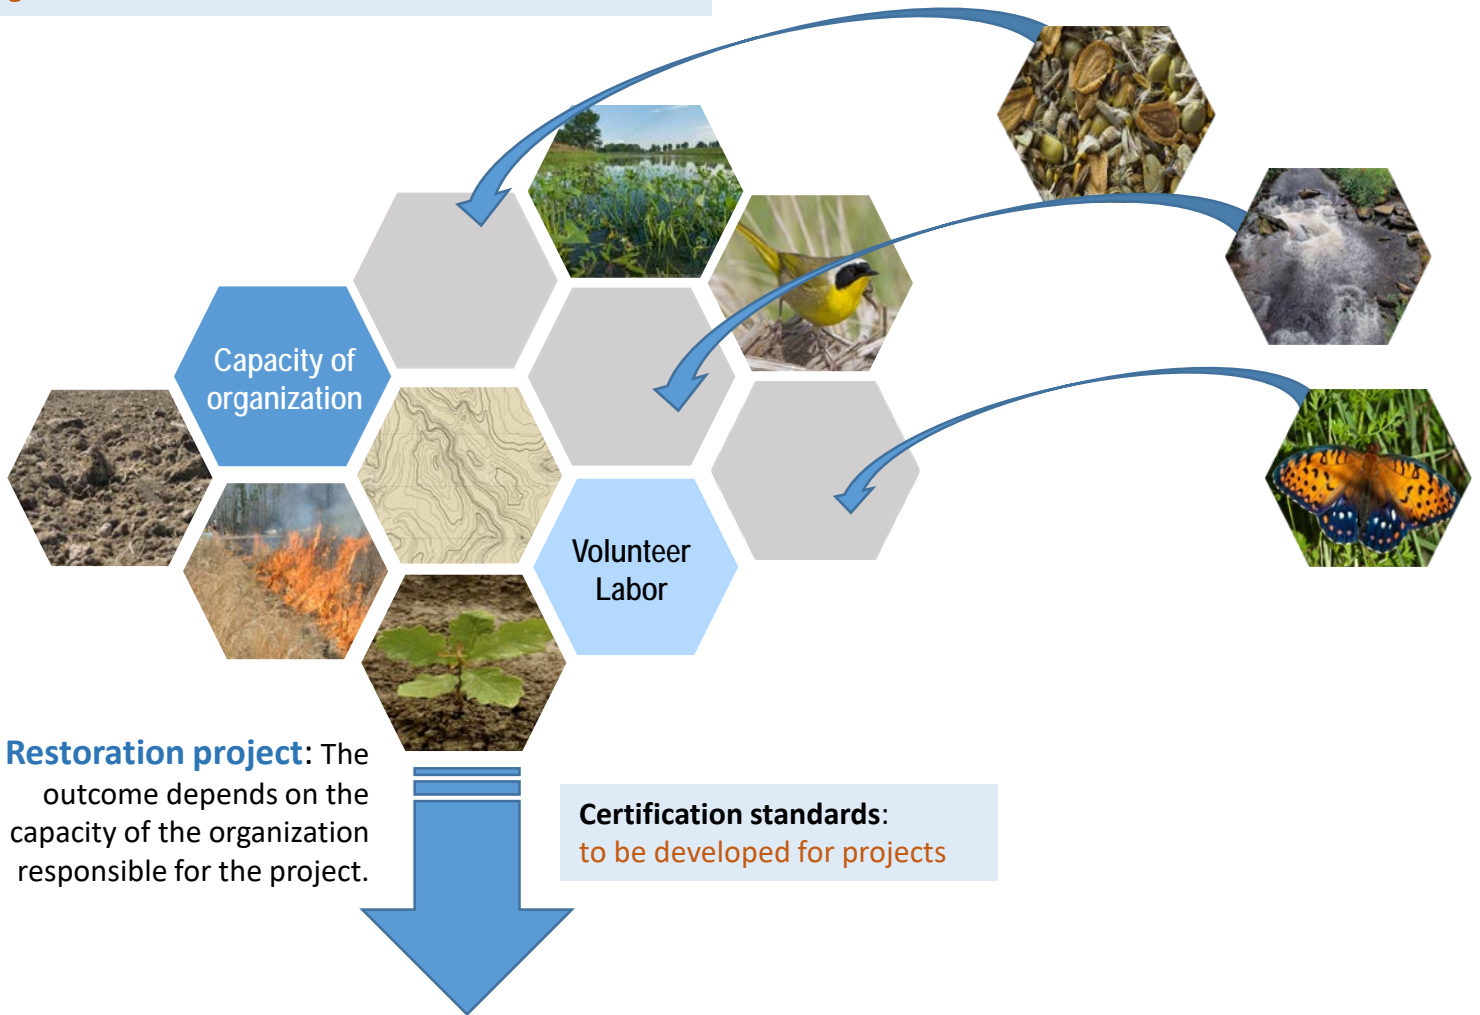 Capacity of
organization
Volunteer
Labor
Restoration project: The
outcome depends on the
capacity of the organization
responsible for the project.
Certification standards:
to be developed for projects